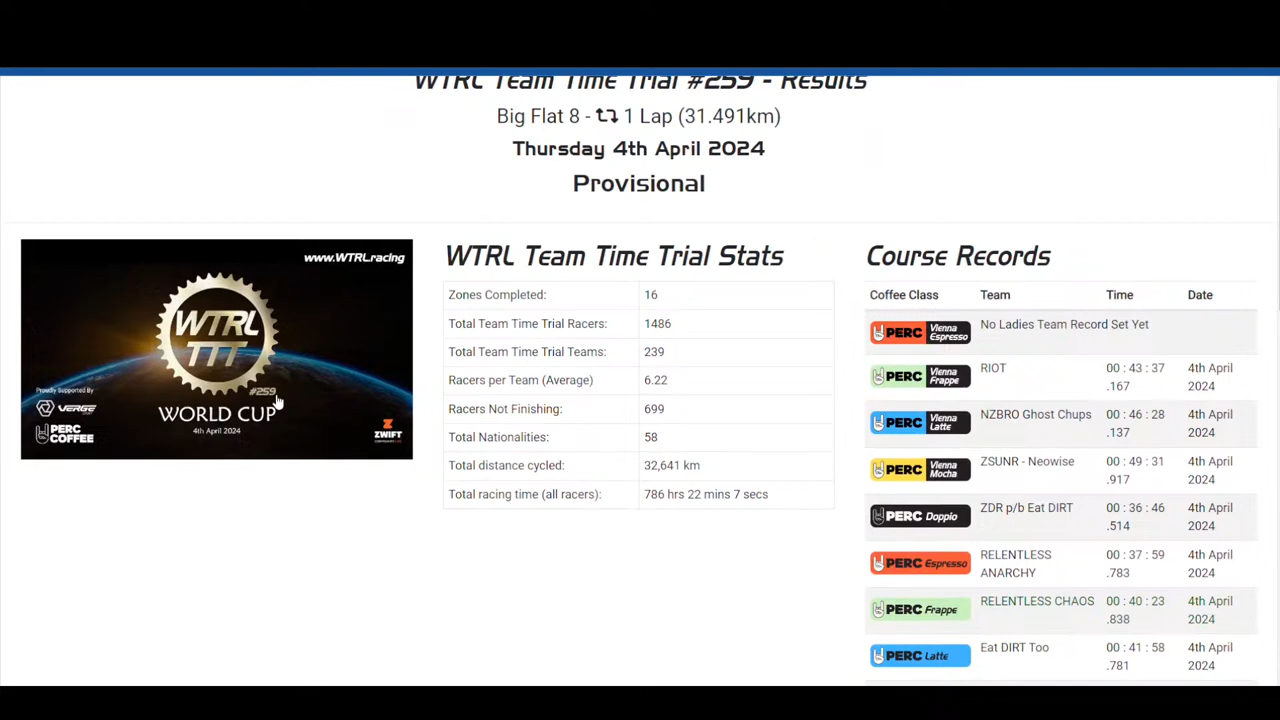 WTRL Team Time Trial #259 - Results
Big Flat 8 - 1 Lap (31.491km)
Thursday 4th April 2024
Provisional
www.WTRL.racing
WTRL
TTT
#259
Proudly Supported By
VERGE SPORT
PERC
COFFEE
WORLD CUP
4th April 2024
ZWIFT
WTRL Team Time Trial Stats
Zones Completed: 16
Total Team Time Trial Racers: 1486
Total Team Time Trial Teams: 239
Racers per Team (Average) 6.22
Racers Not Finishing: 699
Total Nationalities: 58
Total distance cycled: 32,641 km
Total racing time (all racers): 786 hrs 22 mins 7 secs
Course Records
Coffee Class Team Time Date
PERC Vienna Espresso No Ladies Team Record Set Yet
PERC Vienna Frappe RIOT 00 : 43 : 37 .167 4th April 2024
PERC Vienna Latte NZBRO Ghost Chups 00 : 46 : 28 .137 4th April 2024
PERC Vienna Mocha ZSUNR - Neowise 00 : 49 : 31 .917 4th April 2024
PERC Doppio ZDR p/b Eat DIRT 00 : 36 : 46 .514 4th April 2024
PERC Espresso RELENTLESS ANARCHY 00 : 37 : 59 .783 4th April 2024
PERC Frappe RELENTLESS CHAOS 00 : 40 : 23 .838 4th April 2024
PERC Latte Eat DIRT Too 00 : 41 : 58 .781 4th April 2024